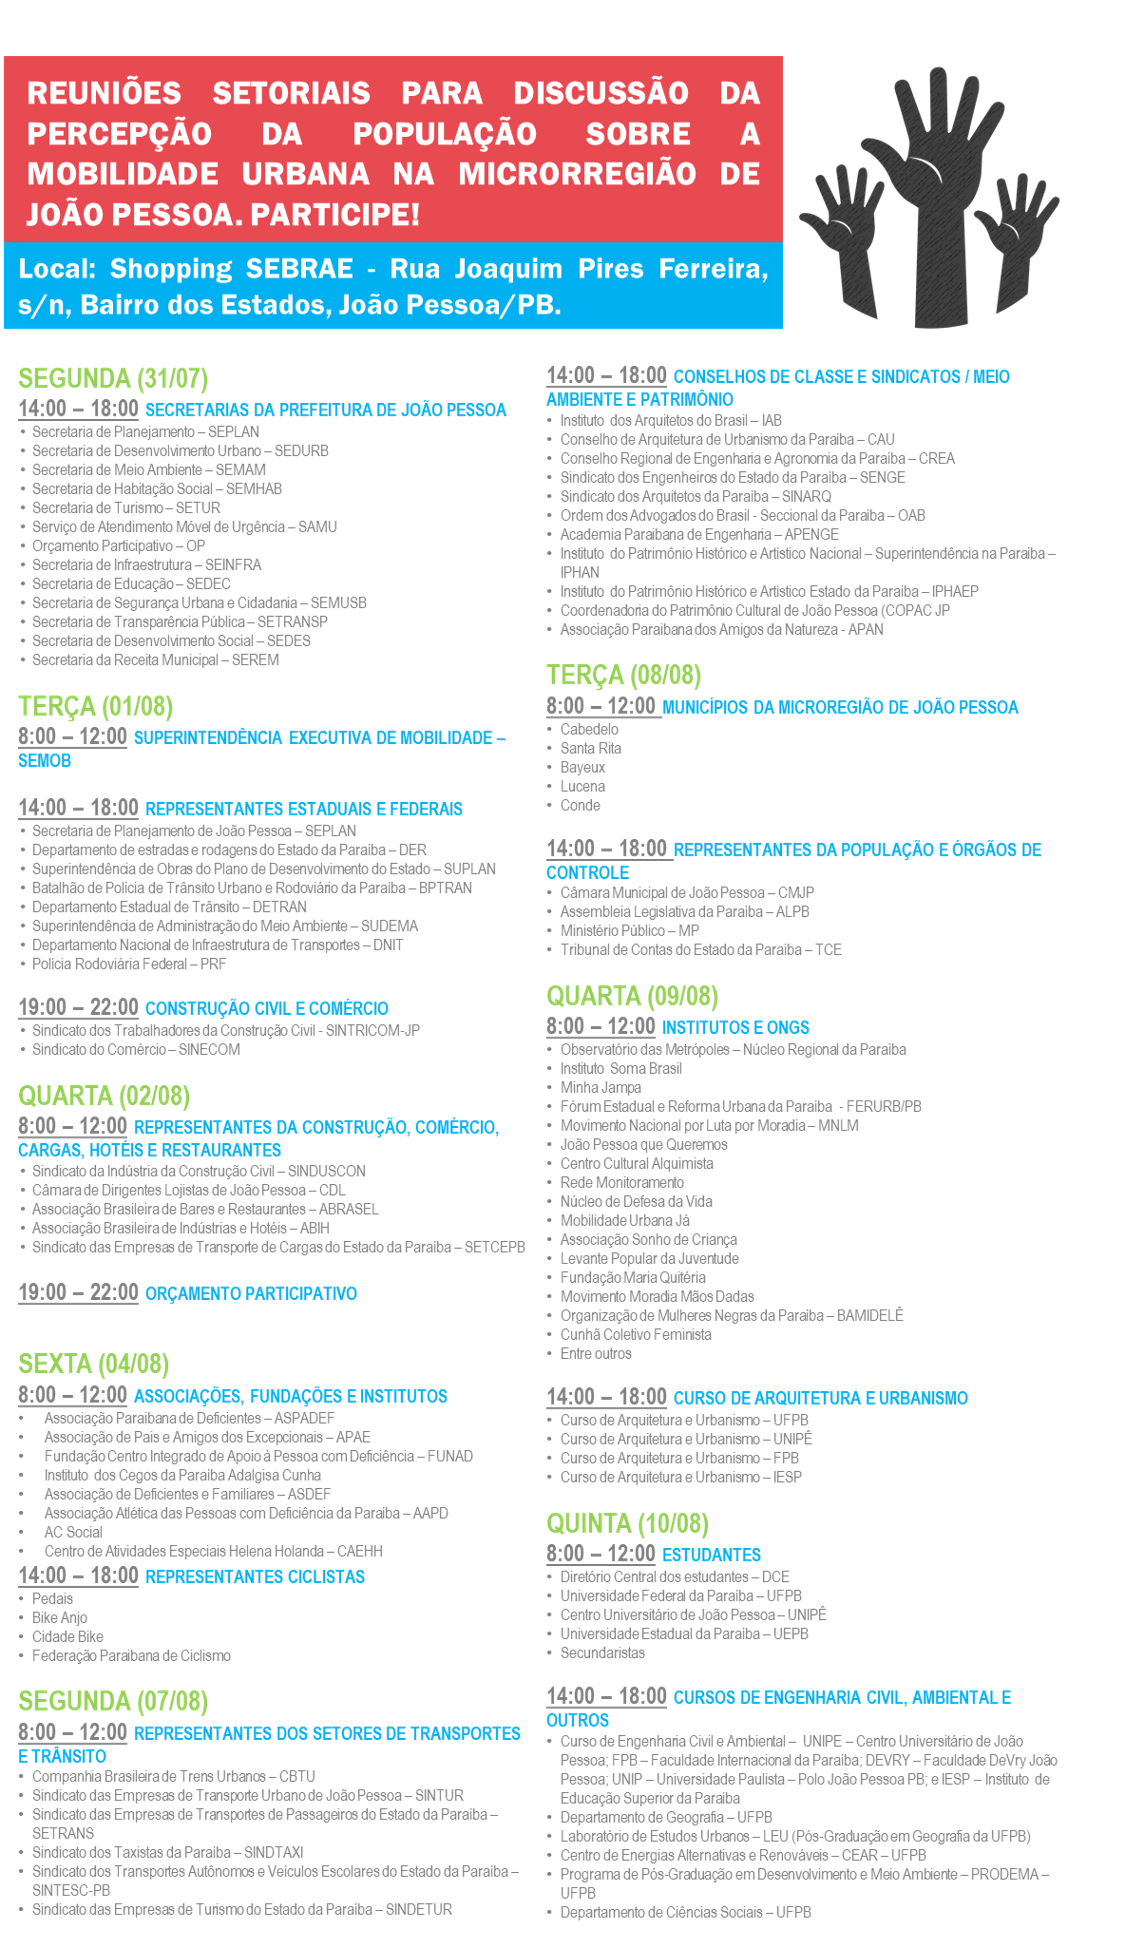 REUNIÕES SETORIAIS PARA DISCUSSÃO DA
PERCEPÇÃO DA POPULAÇÃO SOBRE A
MOBILIDADE URBANA NA MICRORREGIÃO DE
JOÃO PESSOA. PARTICIPE!
Local: Shopping SEBRAE - Rua Joaquim Pires Ferreira,
s/n, Bairro dos Estados, João Pessoa/PB.
SEGUNDA (31/07)
14:00 – 18:00 SECRETARIAS DA PREFEITURA DE JOÃO PESSOA
• Secretaria de Planejamento – SEPLAN
• Secretaria de Desenvolvimento Urbano – SEDURB
• Secretaria de Meio Ambiente – SEMAM
• Secretaria de Habitação Social – SEMHAB
• Secretaria de Turismo – SETUR
• Serviço de Atendimento Móvel de Urgência – SAMU
• Orçamento Participativo – OP
• Secretaria de Infraestrutura – SEINFRA
• Secretaria de Educação – SEDEC
• Secretaria de Segurança Urbana e Cidadania – SEMUSB
• Secretaria de Transparência Pública – SETRANSP
• Secretaria de Desenvolvimento Social – SEDES
• Secretaria da Receita Municipal – SEREM
TERÇA (01/08)
8:00 – 12:00 SUPERINTENDÊNCIA EXECUTIVA DE MOBILIDADE –
SEMOB
14:00 – 18:00 REPRESENTANTES ESTADUAIS E FEDERAIS
• Secretaria de Planejamento de João Pessoa – SEPLAN
• Departamento de estradas e rodagens do Estado da Paraíba – DER
• Superintendência de Obras do Plano de Desenvolvimento do Estado – SUPLAN
• Batalhão de Polícia de Trânsito Urbano e Rodoviário da Paraíba – BPTRAN
• Departamento Estadual de Trânsito – DETRAN
• Superintendência de Administração do Meio Ambiente – SUDEMA
• Departamento Nacional de Infraestrutura de Transportes – DNIT
• Polícia Rodoviária Federal – PRF
19:00 – 22:00 CONSTRUÇÃO CIVIL E COMÉRCIO
• Sindicato dos Trabalhadores da Construção Civil - SINTRICOM-JP
• Sindicato do Comércio – SINECOM
QUARTA (02/08)
8:00 – 12:00 REPRESENTANTES DA CONSTRUÇÃO, COMÉRCIO,
CARGAS, HOTÉIS E RESTAURANTES
• Sindicato da Indústria da Construção Civil – SINDUSCON
• Câmara de Dirigentes Lojistas de João Pessoa – CDL
• Associação Brasileira de Bares e Restaurantes – ABRASEL
• Associação Brasileira de Indústrias e Hotéis – ABIH
• Sindicato das Empresas de Transporte de Cargas do Estado da Paraíba – SETCEPB
19:00 – 22:00 ORÇAMENTO PARTICIPATIVO
SEXTA (04/08)
8:00 – 12:00 ASSOCIAÇÕES, FUNDAÇÕES E INSTITUTOS
• Associação Paraibana de Deficientes – ASPADEF
• Associação de Pais e Amigos dos Excepcionais – APAE
• Fundação Centro Integrado de Apoio à Pessoa com Deficiência – FUNAD
• Instituto dos Cegos da Paraíba Adalgisa Cunha
• Associação de Deficientes e Familiares – ASDEF
• Associação Atlética das Pessoas com Deficiência da Paraíba – AAPD
• AC Social
• Centro de Atividades Especiais Helena Holanda – CAEHH
14:00 – 18:00 REPRESENTANTES CICLISTAS
• Pedais
• Bike Anjo
• Cidade Bike
• Federação Paraibana de Ciclismo
SEGUNDA (07/08)
8:00 – 12:00 REPRESENTANTES DOS SETORES DE TRANSPORTES
E TRÂNSITO
• Companhia Brasileira de Trens Urbanos – CBTU
• Sindicato das Empresas de Transporte Urbano de João Pessoa – SINTUR
• Sindicato das Empresas de Transportes de Passageiros do Estado da Paraíba –
SETRANS
• Sindicato dos Taxistas da Paraíba – SINDTAXI
• Sindicato dos Transportes Autônomos e Veículos Escolares do Estado da Paraíba –
SINTESC-PB
• Sindicato das Empresas de Turismo do Estado da Paraíba – SINDETUR
14:00 – 18:00 CONSELHOS DE CLASSE E SINDICATOS / MEIO
AMBIENTE E PATRIMÔNIO
• Instituto dos Arquitetos do Brasil – IAB
• Conselho de Arquitetura de Urbanismo da Paraíba – CAU
• Conselho Regional de Engenharia e Agronomia da Paraíba – CREA
• Sindicato dos Engenheiros do Estado da Paraíba – SENGE
• Sindicato dos Arquitetos da Paraíba – SINARQ
• Ordem dos Advogados do Brasil - Seccional da Paraíba – OAB
• Academia Paraibana de Engenharia – APENGE
• Instituto do Patrimônio Histórico e Artístico Nacional – Superintendência na Paraíba –
IPHAN
• Instituto do Patrimônio Histórico e Artístico Estado da Paraíba – IPHAEP
• Coordenadoria do Patrimônio Cultural de João Pessoa (COPAC JP
• Associação Paraibana dos Amigos da Natureza - APAN
TERÇA (08/08)
8:00 – 12:00 MUNICÍPIOS DA MICROREGIÃO DE JOÃO PESSOA
• Cabedelo
• Santa Rita
• Bayeux
• Lucena
• Conde
14:00 – 18:00 REPRESENTANTES DA POPULAÇÃO E ÓRGÃOS DE
CONTROLE
• Câmara Municipal de João Pessoa – CMJP
• Assembleia Legislativa da Paraíba – ALPB
• Ministério Público – MP
• Tribunal de Contas do Estado da Paraíba – TCE
QUARTA (09/08)
8:00 – 12:00 INSTITUTOS E ONGS
• Observatório das Metrópoles – Núcleo Regional da Paraíba
• Instituto Soma Brasil
• Minha Jampa
• Fórum Estadual e Reforma Urbana da Paraíba - FERURB/PB
• Movimento Nacional por Luta por Moradia – MNLM
• João Pessoa que Queremos
• Centro Cultural Alquimista
• Rede Monitoramento
• Núcleo de Defesa da Vida
• Mobilidade Urbana Já
• Associação Sonho de Criança
• Levante Popular da Juventude
• Fundação Maria Quitéria
• Movimento Moradia Mãos Dadas
• Organização de Mulheres Negras da Paraíba – BAMIDELÊ
• Cunhã Coletivo Feminista
• Entre outros
14:00 – 18:00 CURSO DE ARQUITETURA E URBANISMO
• Curso de Arquitetura e Urbanismo – UFPB
• Curso de Arquitetura e Urbanismo – UNIPÊ
• Curso de Arquitetura e Urbanismo – FPB
• Curso de Arquitetura e Urbanismo – IESP
QUINTA (10/08)
8:00 – 12:00 ESTUDANTES
• Diretório Central dos estudantes – DCE
• Universidade Federal da Paraíba – UFPB
• Centro Universitário de João Pessoa – UNIPÊ
• Universidade Estadual da Paraíba – UEPB
• Secundaristas
14:00 – 18:00 CURSOS DE ENGENHARIA CIVIL, AMBIENTAL E
OUTROS
• Curso de Engenharia Civil e Ambiental – UNIPE – Centro Universitário de João
Pessoa; FPB – Faculdade Internacional da Paraíba; DEVRY – Faculdade DeVry João
Pessoa; UNIP – Universidade Paulista – Polo João Pessoa PB; e IESP – Instituto de
Educação Superior da Paraíba
• Departamento de Geografia – UFPB
• Laboratório de Estudos Urbanos – LEU (Pós-Graduação em Geografia da UFPB)
• Centro de Energias Alternativas e Renováveis – CEAR – UFPB
• Programa de Pós-Graduação em Desenvolvimento e Meio Ambiente – PRODEMA –
UFPB
• Departamento de Ciências Sociais – UFPB